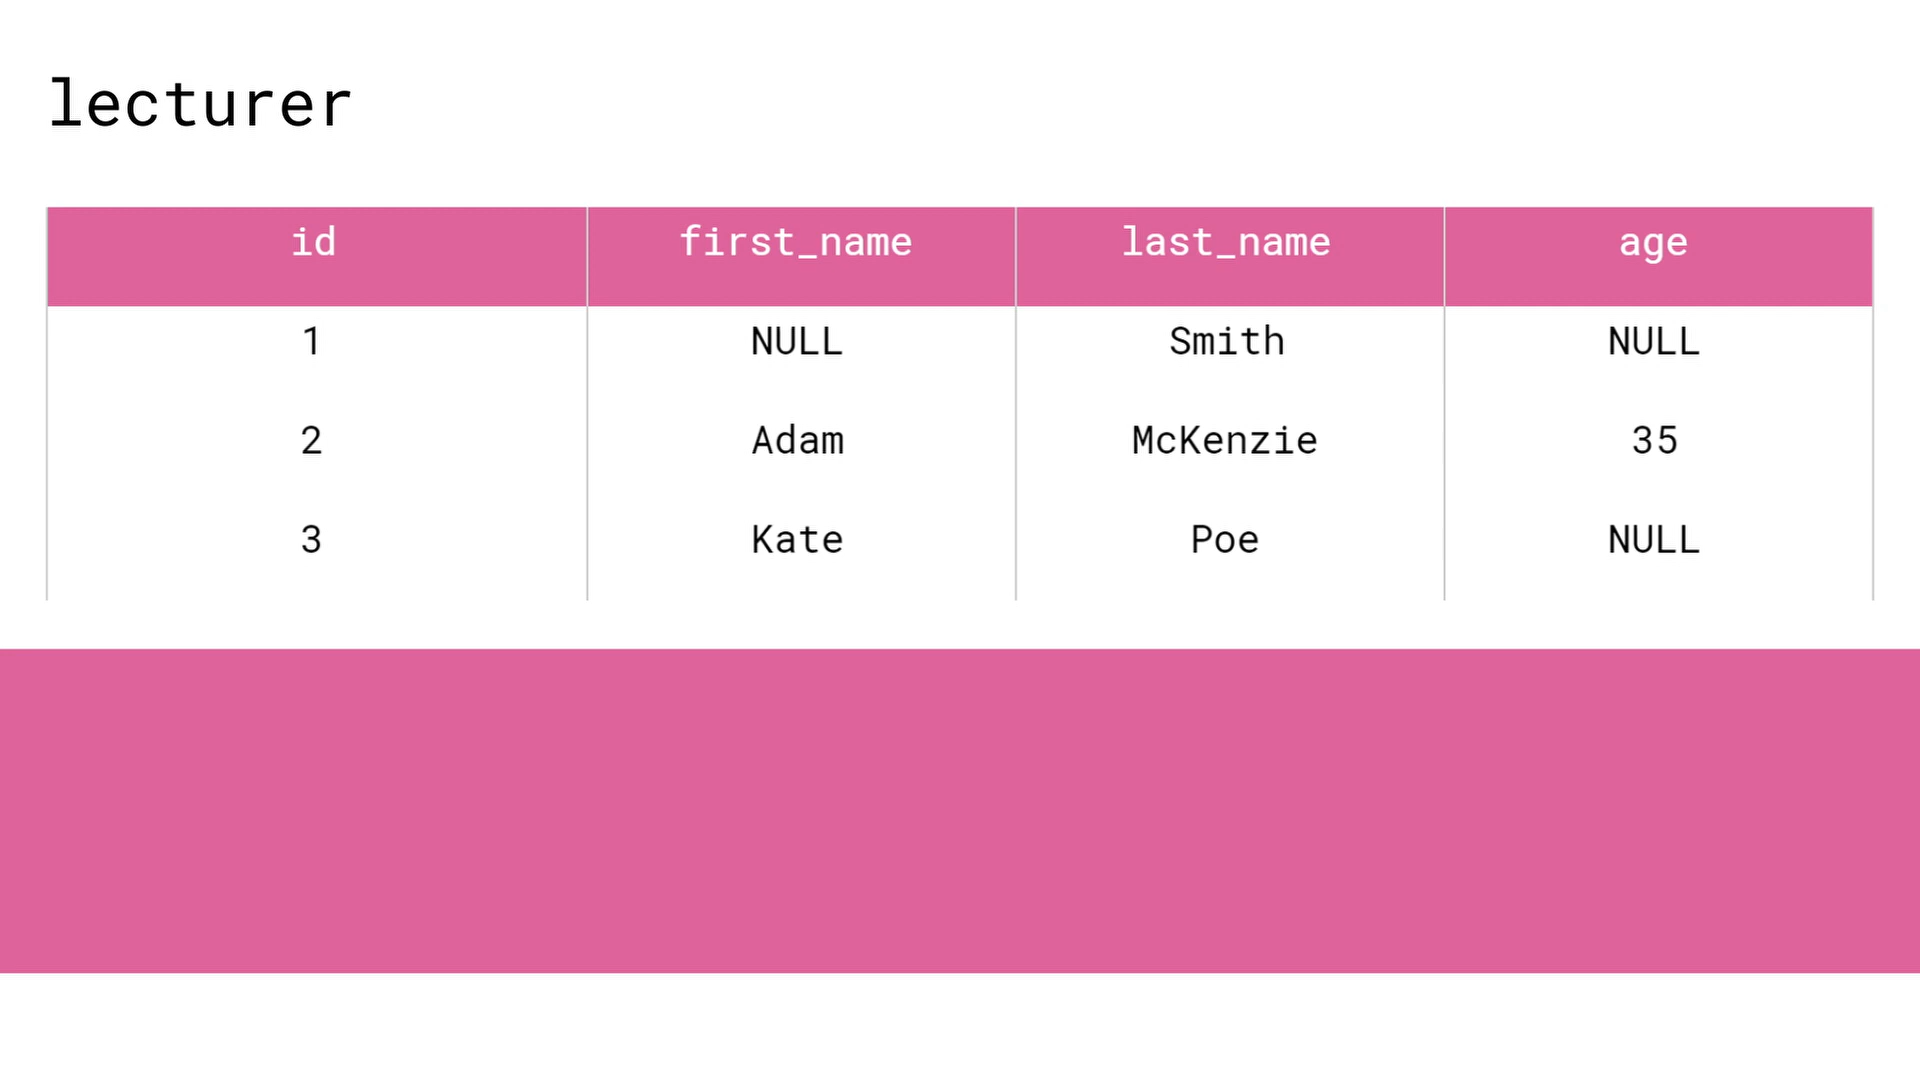 lecturer
id first_name last_name age
1 NULL Smith NULL
2 Adam McKenzie 35
3 Kate Poe NULL